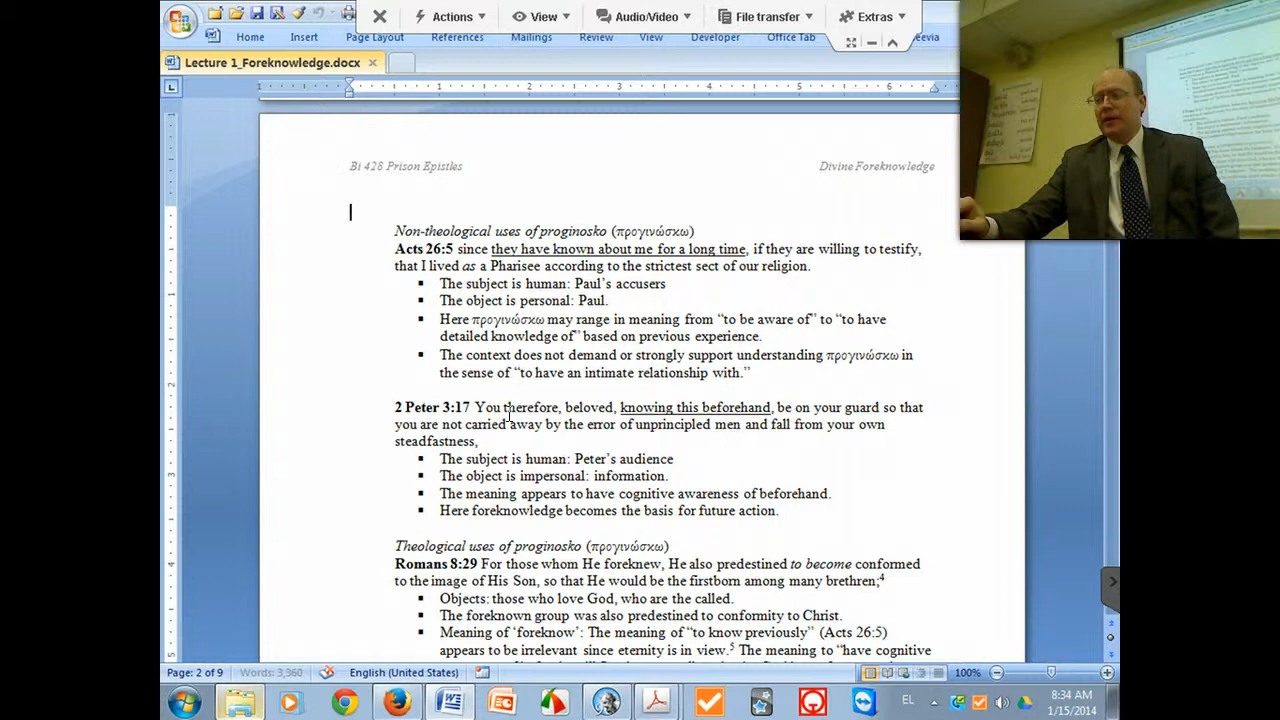 Actions
View
Audio/Video
File transfer
Extras
Home
Insert
Page Layout
References
Mailings
Review
View
Developer
Office Tab
Lecture 1_Foreknowledge.docx
1 1 2 3 4 5 6
Bi 428 Prison Epistles Divine Foreknowledge
Non-theological uses of proginosko (προγινώσκω)
Acts 26:5 since they have known about me for a long time, if they are willing to testify,
that I lived as a Pharisee according to the strictest sect of our religion.
▪ The subject is human: Paul's accusers
▪ The object is personal: Paul.
▪ Here προγινώσκω may range in meaning from “to be aware of” to “to have
detailed knowledge of” based on previous experience.
▪ The context does not demand or strongly support understanding προγινώσκω in
the sense of “to have an intimate relationship with.”
2 Peter 3:17 You therefore, beloved, knowing this beforehand, be on your guard so that
you are not carried away by the error of unprincipled men and fall from your own
steadfastness,
▪ The subject is human: Peter's audience
▪ The object is impersonal: information.
▪ The meaning appears to have cognitive awareness of beforehand.
▪ Here foreknowledge becomes the basis for future action.
Theological uses of proginosko (προγινώσκω)
Romans 8:29 For those whom He foreknew, He also predestined to become conformed
to the image of His Son, so that He would be the firstborn among many brethren;4
▪ Objects: those who love God, who are the called.
▪ The foreknown group was also predestined to conformity to Christ.
▪ Meaning of ‘foreknow’: The meaning of “to know previously” (Acts 26:5)
appears to be irrelevant since eternity is in view.5 The meaning to “have cognitive
Page: 2 of 9
Words: 3,360
English (United States)
100%
EL
8:34 AM
1/15/2014